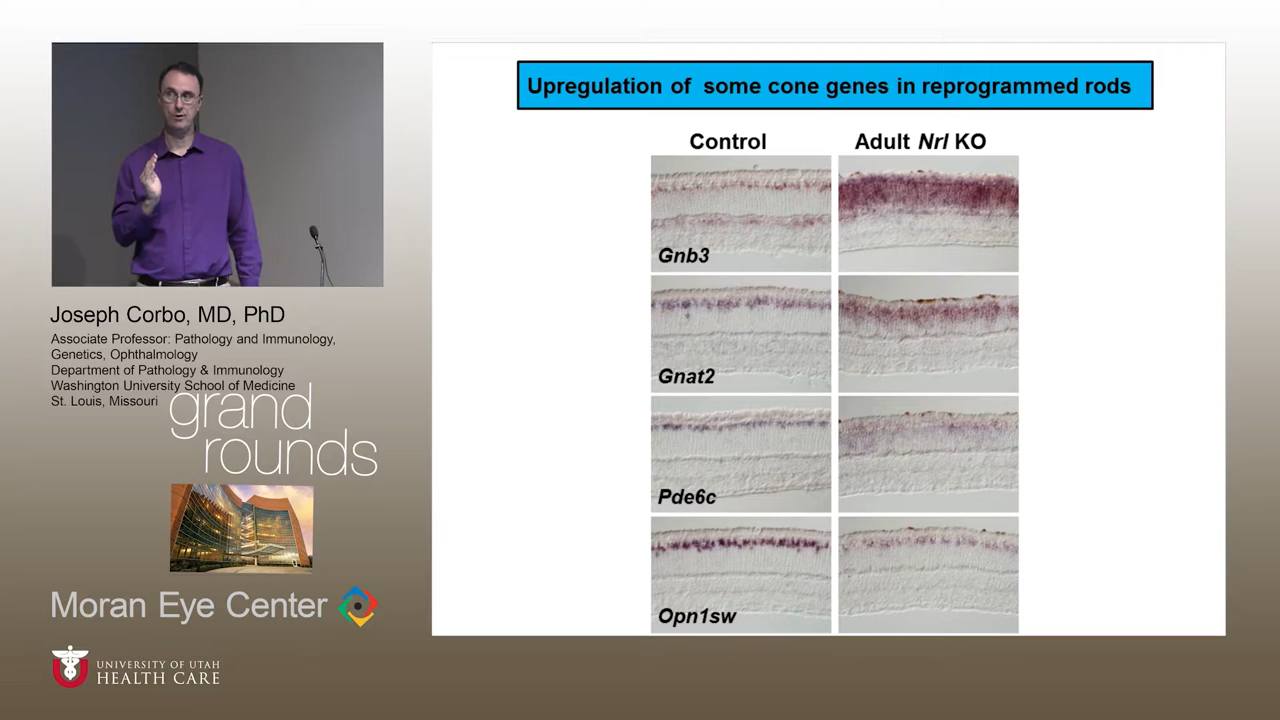 Upregulation of some cone genes in reprogrammed rods
Control
Adult Nrl KO
Gnb3
Gnat2
Pde6c
Opn1sw
Joseph Corbo, MD, PhD
Associate Professor: Pathology and Immunology,
Genetics, Ophthalmology
Department of Pathology & Immunology
Washington University School of Medicine
St. Louis, Missouri
grand
rounds
Moran Eye Center
U
UNIVERSITY OF UTAH
HEALTH CARE